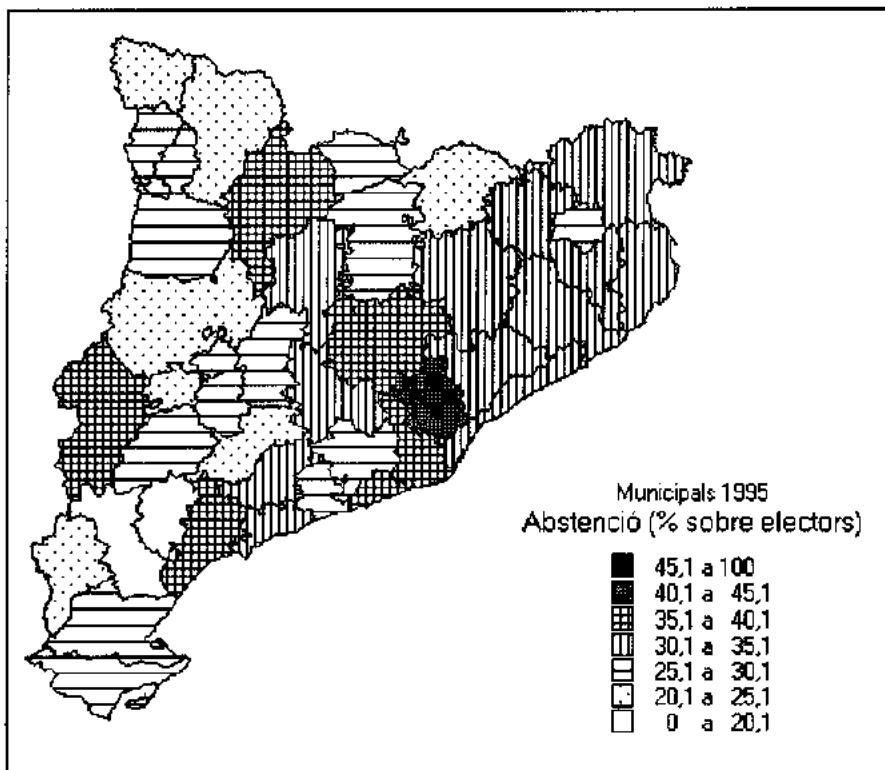 Municipals 1995
Abstenció (% sobre electors)
45,1 a 100
40,1 a 45,1
35,1 a 40,1
30,1 a 35,1
25,1 a 30,1
20,1 a 25,1
0 a 20,1